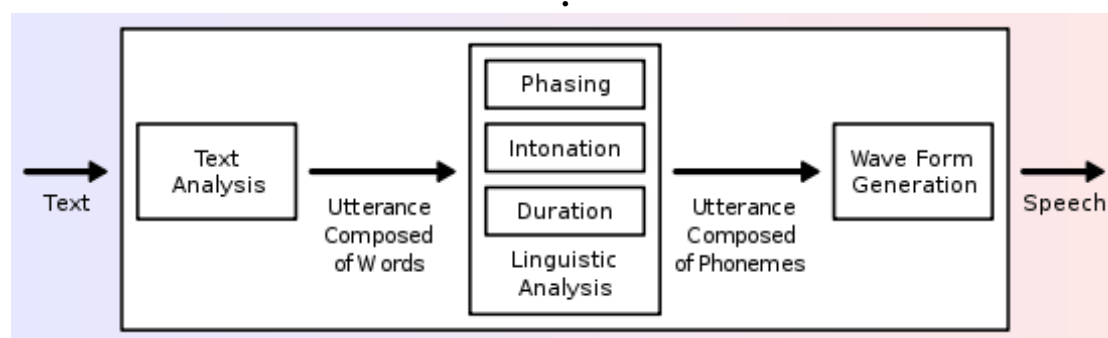 Text
Text
Analysis
Utterance
Composed
of Words
Phasing
Intonation
Duration
Linguistic
Analysis
Utterance
Composed
of Phonemes
Wave Form
Generation
Speech